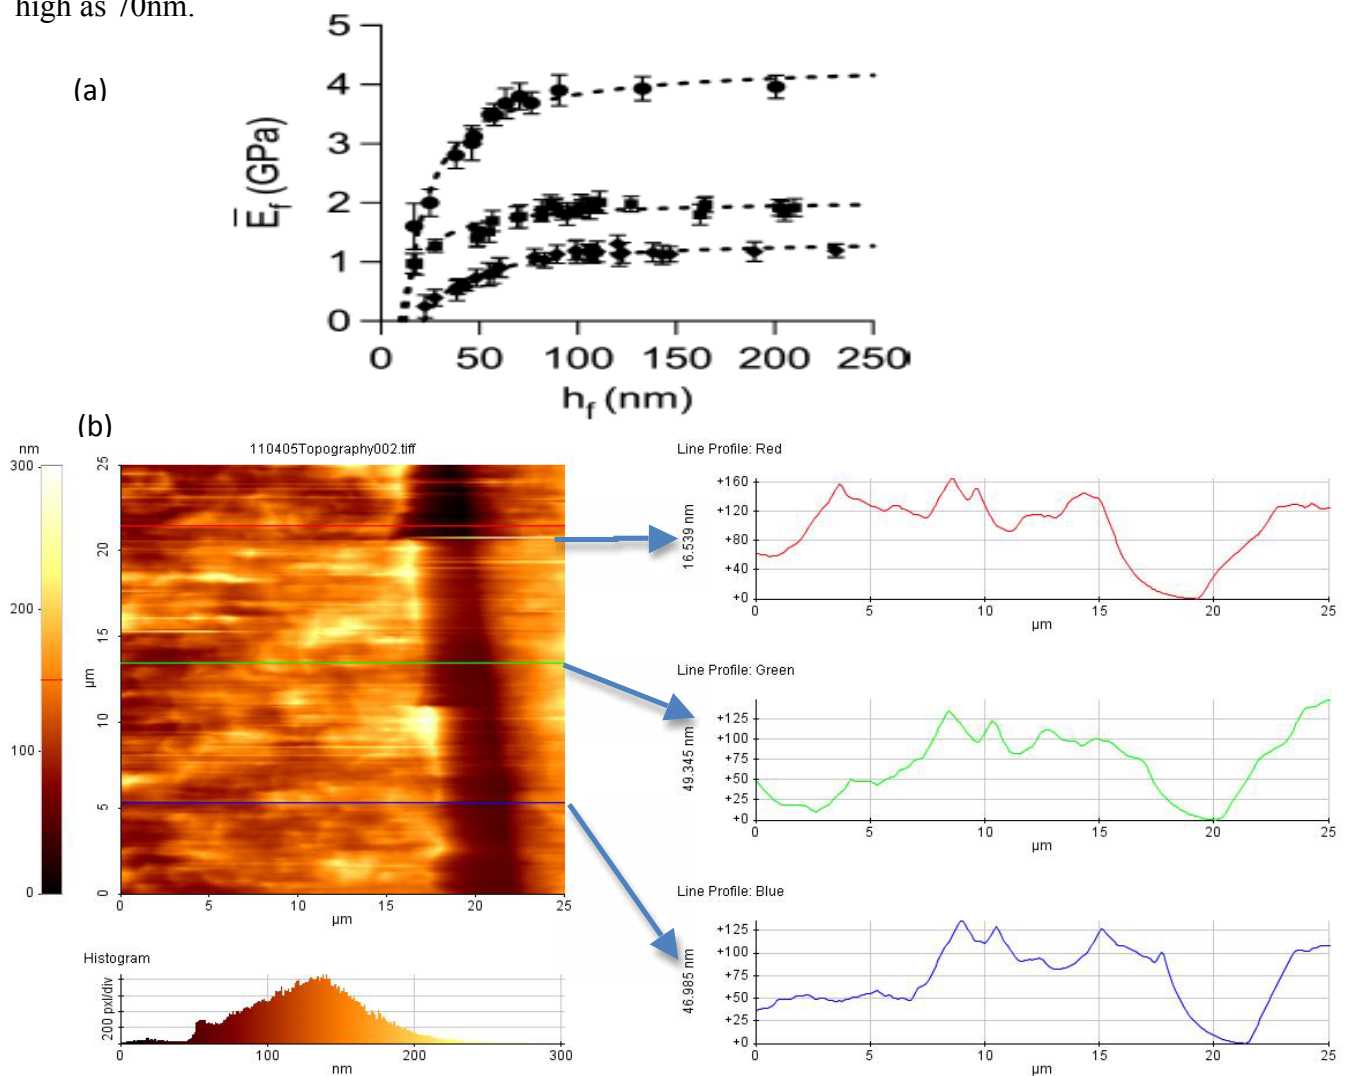 high as 70nm.
(a)
5
4
3
2
1
0
Ēf (GPa)
0 50 100 150 200 250
hf (nm)
(b)
nm
300
200
100
0
110405Topography002.tiff
25
20
15
10
5
0
µm
0 5 10 15 20 25
µm
Histogram
200 pxl/div
0 100 200 300
nm
Line Profile: Red
16.539 nm
+160
+120
+80
+40
+0
0 5 10 15 20 25
µm
Line Profile: Green
49.345 nm
+125
+100
+75
+50
+25
+0
0 5 10 15 20 25
µm
Line Profile: Blue
46.985 nm
+125
+100
+75
+50
+25
+0
0 5 10 15 20 25
µm